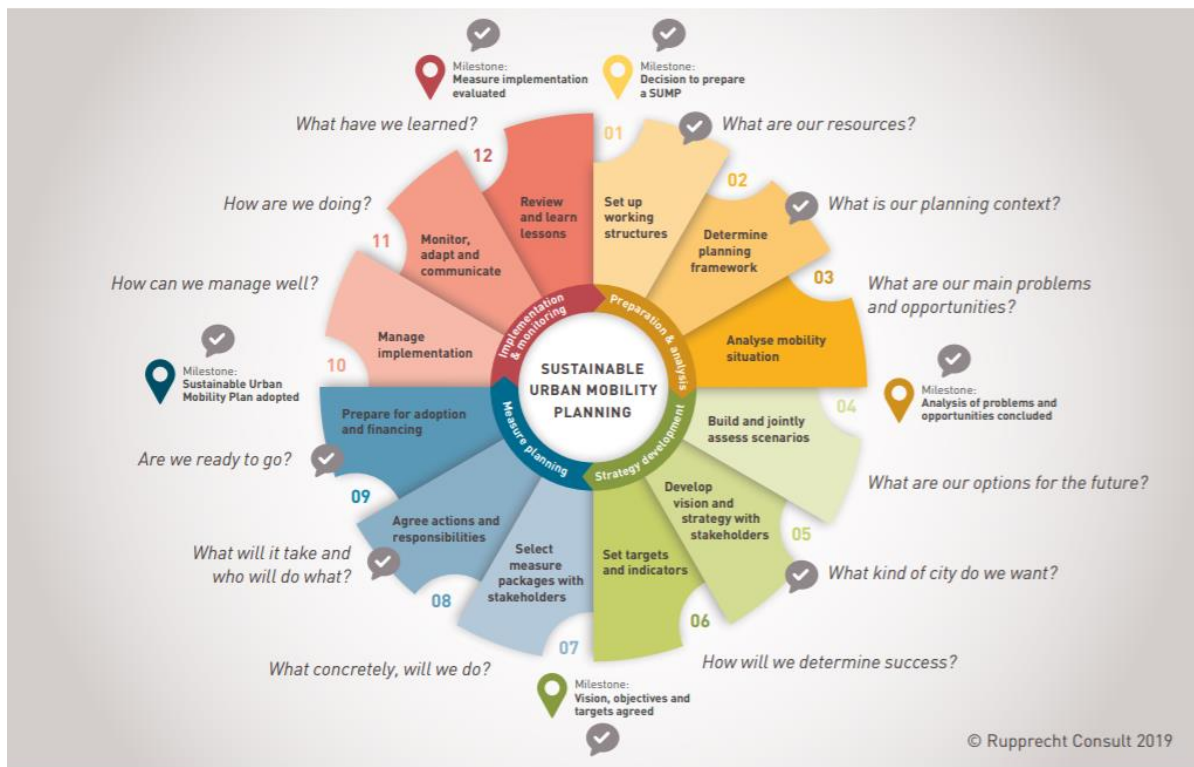 Milestone:
Measure implementation
evaluated
Milestone:
Decision to prepare
a SUMP
What have we learned?
What are our resources?
12
01
02
How are we doing?
What is our planning context?
11
03
Review
and learn
lessons
Set up
working
structures
Monitor,
adapt and
communicate
Determine
planning
framework
How can we manage well?
What are our main problems
and opportunities?
10
Manage
implementation
Analyse mobility
situation
Implementation
& monitoring
Preparation & analysis
SUSTAINABLE
URBAN MOBILITY
PLANNING
Measure planning
Strategy development
Milestone:
Sustainable Urban
Mobility Plan adopted
Milestone:
Analysis of problems and
opportunities concluded
04
Prepare for adoption
and financing
Build and jointly
assess scenarios
Are we ready to go?
What are our options for the future?
09
05
Agree actions and
responsibilities
Develop
vision and
strategy with
stakeholders
What will it take and
who will do what?
Select
measure
packages with
stakeholders
Set targets
and indicators
What kind of city do we want?
08
06
07
What concretely, will we do?
How will we determine success?
Milestone:
Vision, objectives and
targets agreed
© Rupprecht Consult 2019